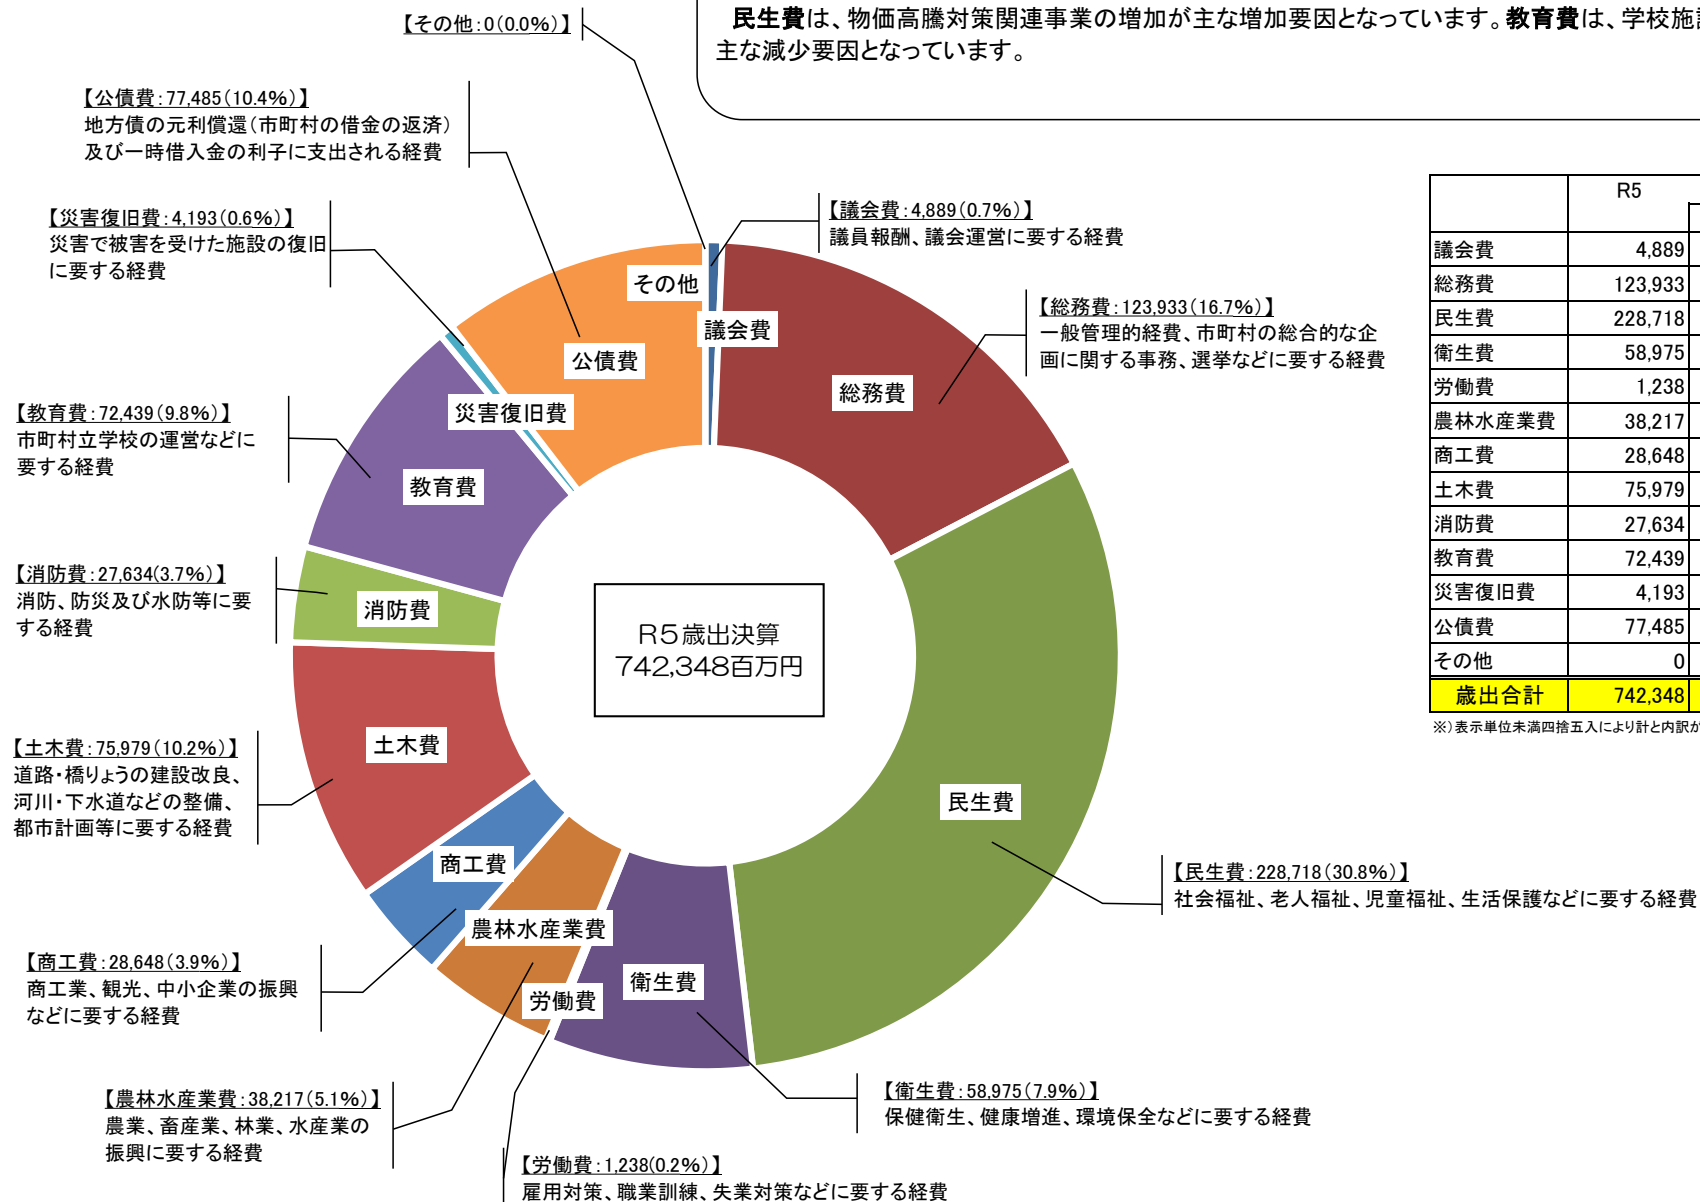 民生費は、物価高騰対策関連事業の増加が主な増加要因となっています。教育費は、学校施設
主な減少要因となっています。
【その他：0(0.0%)】
【公債費：77,485(10.4%)】
地方債の元利償還(市町村の借金の返済)
及び一時借入金の利子に支出される経費
【災害復旧費：4,193(0.6%)】
災害で被害を受けた施設の復旧
に要する経費
【議会費：4,889(0.7%)】
議員報酬、議会運営に要する経費
【総務費：123,933(16.7%)】
一般管理的経費、市町村の総合的な企
画に関する事務、選挙などに要する経費
【教育費：72,439(9.8%)】
市町村立学校の運営などに
要する経費
【消防費：27,634(3.7%)】
消防、防災及び水防等に要
する経費
【土木費：75,979(10.2%)】
道路・橋りょうの建設改良、
河川・下水道などの整備、
都市計画等に要する経費
【商工費：28,648(3.9%)】
商工業、観光、中小企業の振興
などに要する経費
【農林水産業費：38,217(5.1%)】
農業、畜産業、林業、水産業の
振興に要する経費
【労働費：1,238(0.2%)】
雇用対策、職業訓練、失業対策などに要する経費
【衛生費：58,975(7.9%)】
保健衛生、健康増進、環境保全などに要する経費
【民生費：228,718(30.8%)】
社会福祉、老人福祉、児童福祉、生活保護などに要する経費
その他
議会費
公債費
総務費
災害復旧費
教育費
消防費
土木費
民生費
商工費
農林水産業費
衛生費
労働費
R5歳出決算
742,348百万円
R5
議会費 4,889
総務費 123,933
民生費 228,718
衛生費 58,975
労働費 1,238
農林水産業費 38,217
商工費 28,648
土木費 75,979
消防費 27,634
教育費 72,439
災害復旧費 4,193
公債費 77,485
その他 0
歳出合計 742,348
※)表示単位未満四捨五入により計と内訳が